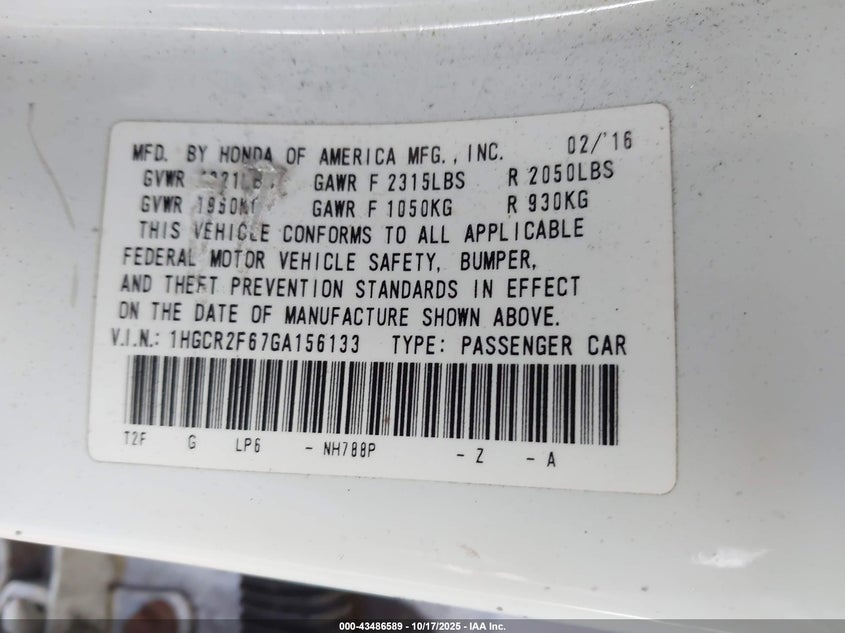 MFD. BY HONDA OF AMERICA MFG., INC. 02/'16
GVWR GAWR F 2315LBS R 2050LBS
GVWR GAWR F 1050KG R 930KG
THIS VEHICLE CONFORMS TO ALL APPLICABLE
FEDERAL MOTOR VEHICLE SAFETY, BUMPER,
AND THEFT PREVENTION STANDARDS IN EFFECT
ON THE DATE OF MANUFACTURE SHOWN ABOVE.
V.I.N.: 1HGCR2F67GA156133 TYPE: PASSENGER CAR
T2F G LP6 - NH788P - Z - A
000-43486589 - 10/17/2025 - IAA Inc.